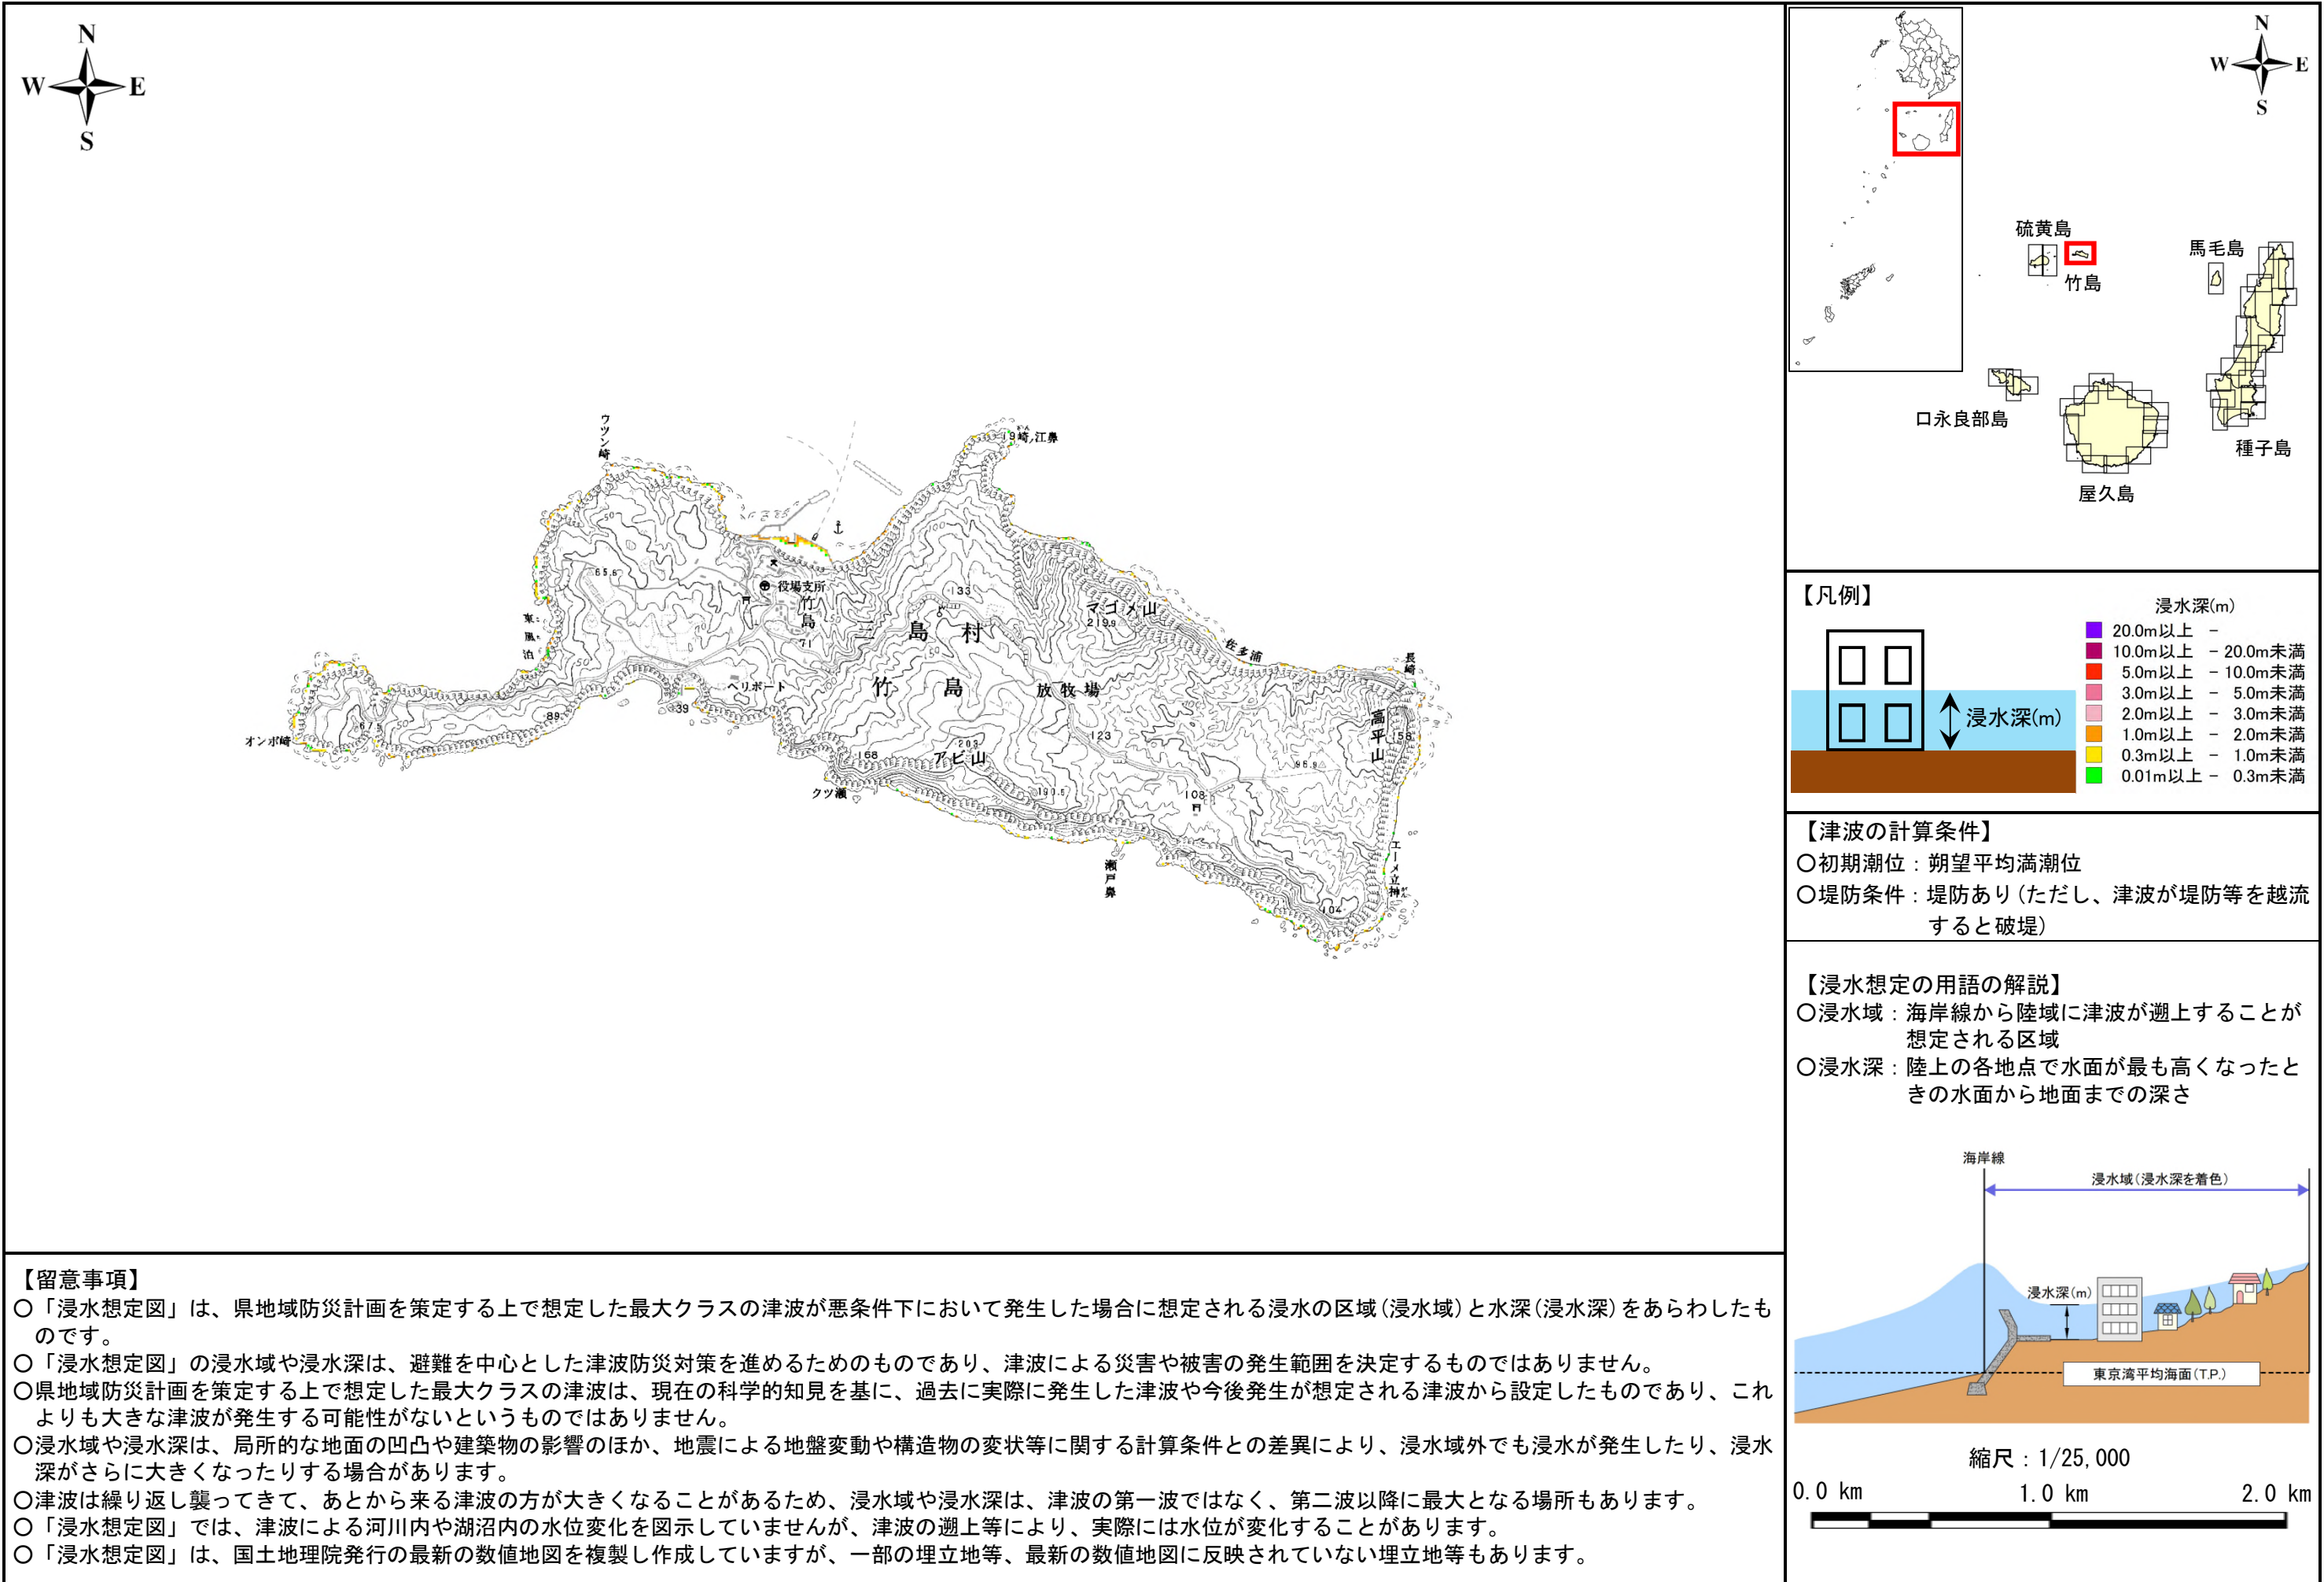 N
W E
S
ウツン崎
崎ノ江鼻
65.6
50
100
役場支所
竹島
71
133
三島村
マゴメ山
219.9
佐多浦
長崎
東風泊
50
竹島
放牧場
ヘリポート
39
89
67.5
50
オンボ崎
168
203
アビ山
123
高平山
158
96.9
クツ瀬
190.5
108
瀬戸鼻
エーメ立神
104
N
W E
S
硫黄島
竹島
馬毛島
口永良部島
種子島
屋久島
【凡例】
浸水深(m)
浸水深(m)
20.0m以上 -
10.0m以上 - 20.0m未満
5.0m以上 - 10.0m未満
3.0m以上 - 5.0m未満
2.0m以上 - 3.0m未満
1.0m以上 - 2.0m未満
0.3m以上 - 1.0m未満
0.01m以上 - 0.3m未満
【津波の計算条件】
○初期潮位：朔望平均満潮位
○堤防条件：堤防あり(ただし、津波が堤防等を越流
すると破堤)
【浸水想定の用語の解説】
○浸水域：海岸線から陸域に津波が遡上することが
想定される区域
○浸水深：陸上の各地点で水面が最も高くなったと
きの水面から地面までの深さ
海岸線
浸水域(浸水深を着色)
浸水深(m)
東京湾平均海面(T.P.)
縮尺：1/25,000
0.0 km 1.0 km 2.0 km
【留意事項】
○「浸水想定図」は、県地域防災計画を策定する上で想定した最大クラスの津波が悪条件下において発生した場合に想定される浸水の区域(浸水域)と水深(浸水深)をあらわしたも
のです。
○「浸水想定図」の浸水域や浸水深は、避難を中心とした津波防災対策を進めるためのものであり、津波による災害や被害の発生範囲を決定するものではありません。
○県地域防災計画を策定する上で想定した最大クラスの津波は、現在の科学的知見を基に、過去に実際に発生した津波や今後発生が想定される津波から設定したものであり、これ
よりも大きな津波が発生する可能性がないというものではありません。
○浸水域や浸水深は、局所的な地面の凹凸や建築物の影響のほか、地震による地盤変動や構造物の変状等に関する計算条件との差異により、浸水域外でも浸水が発生したり、浸水
深がさらに大きくなったりする場合があります。
○津波は繰り返し襲ってきて、あとから来る津波の方が大きくなることがあるため、浸水域や浸水深は、津波の第一波ではなく、第二波以降に最大となる場所もあります。
○「浸水想定図」では、津波による河川内や湖沼内の水位変化を図示していませんが、津波の遡上等により、実際には水位が変化することがあります。
○「浸水想定図」は、国土地理院発行の最新の数値地図を複製し作成していますが、一部の埋立地等、最新の数値地図に反映されていない埋立地等もあります。